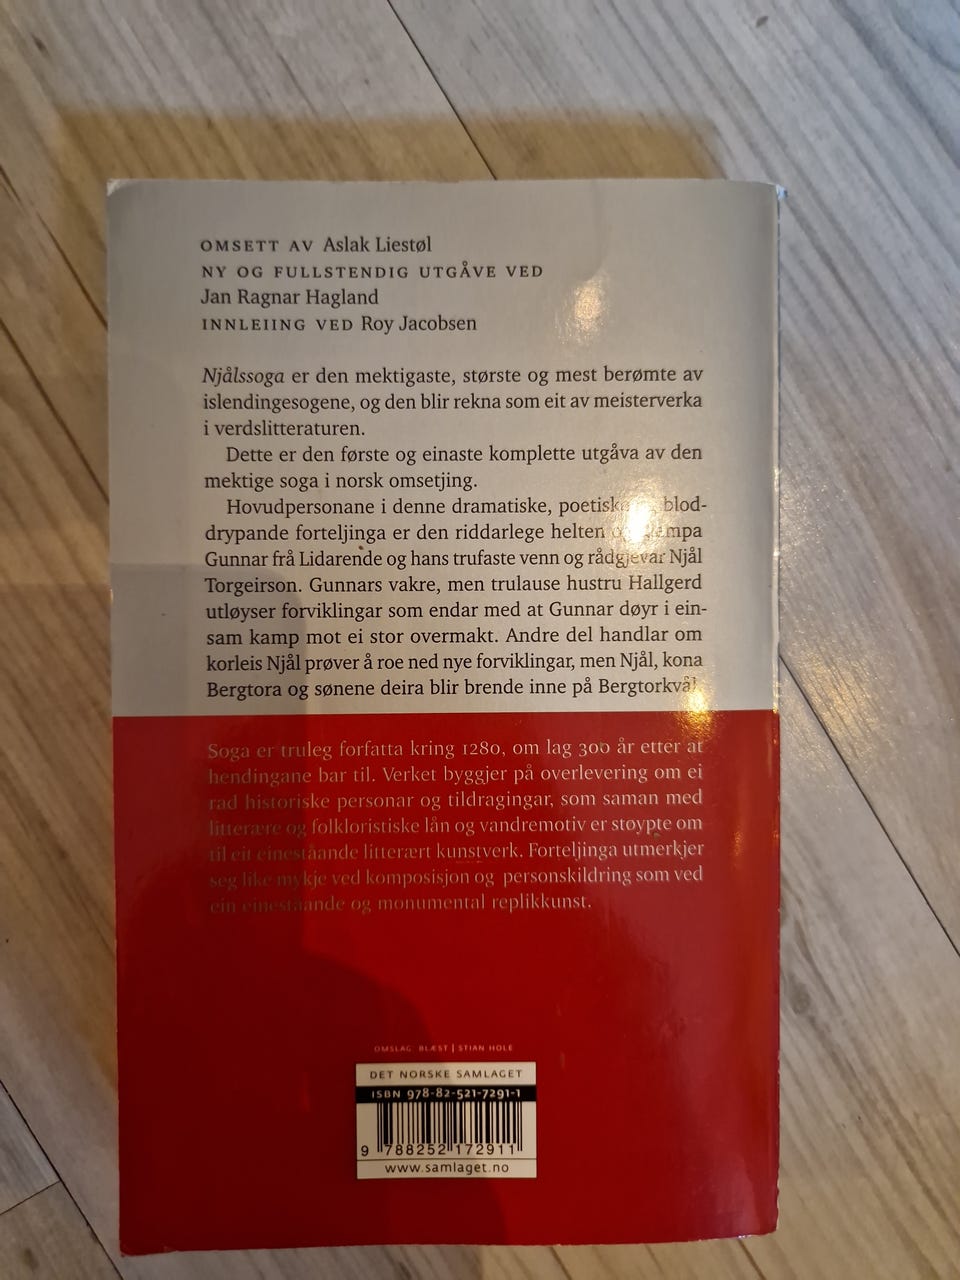 OMSETT AV Aslak Liestøl
NY OG FULLSTENDIG UTGÅVE VED
Jan Ragnar Hagland
INNLEIING VED Roy Jacobsen
Njålssoga er den mektigaste, største og mest berømte av
islendingesogene, og den blir rekna som eit av meisterverka
i verdslitteraturen.
Dette er den første og einaste komplette utgåva av den
mektige soga i norsk omsetjing.
Hovudpersonane i denne dramatiske, poetiske blod-
drypande forteljinga er den riddarlege helten
Gunnar frå Lidarende og hans trufaste venn og rådgjevar Njål
Torgeirson. Gunnars vakre, men trulause hustru Hallgerd
utløyser forviklingar som endar med at Gunnar døyr i ein-
sam kamp mot ei stor overmakt. Andre del handlar om
korleis Njål prøver å roe ned nye forviklingar, men Njål, kona
Bergtora og sønene deira blir brende inne på Bergtorkvål.
Soga er truleg forfatta kring 1280, om lag 300 år etter at
hendingane bar til. Verket byggjer på overlevering om ei
rad historiske personar og tildragingar, som saman med
litterære og folkloristiske lån og vandremotiv er støypte om
til eit eineståande litterært kunstverk. Forteljinga utmerkjer
seg like mykje ved komposisjon og personskildring som ved
ein eineståande og monumental replikkunst.
OMSLAG: BLÆST | STIAN HOLE
DET NORSKE SAMLAGET
ISBN 978-82-521-7291-1
9 788252 172911
www.samlaget.no